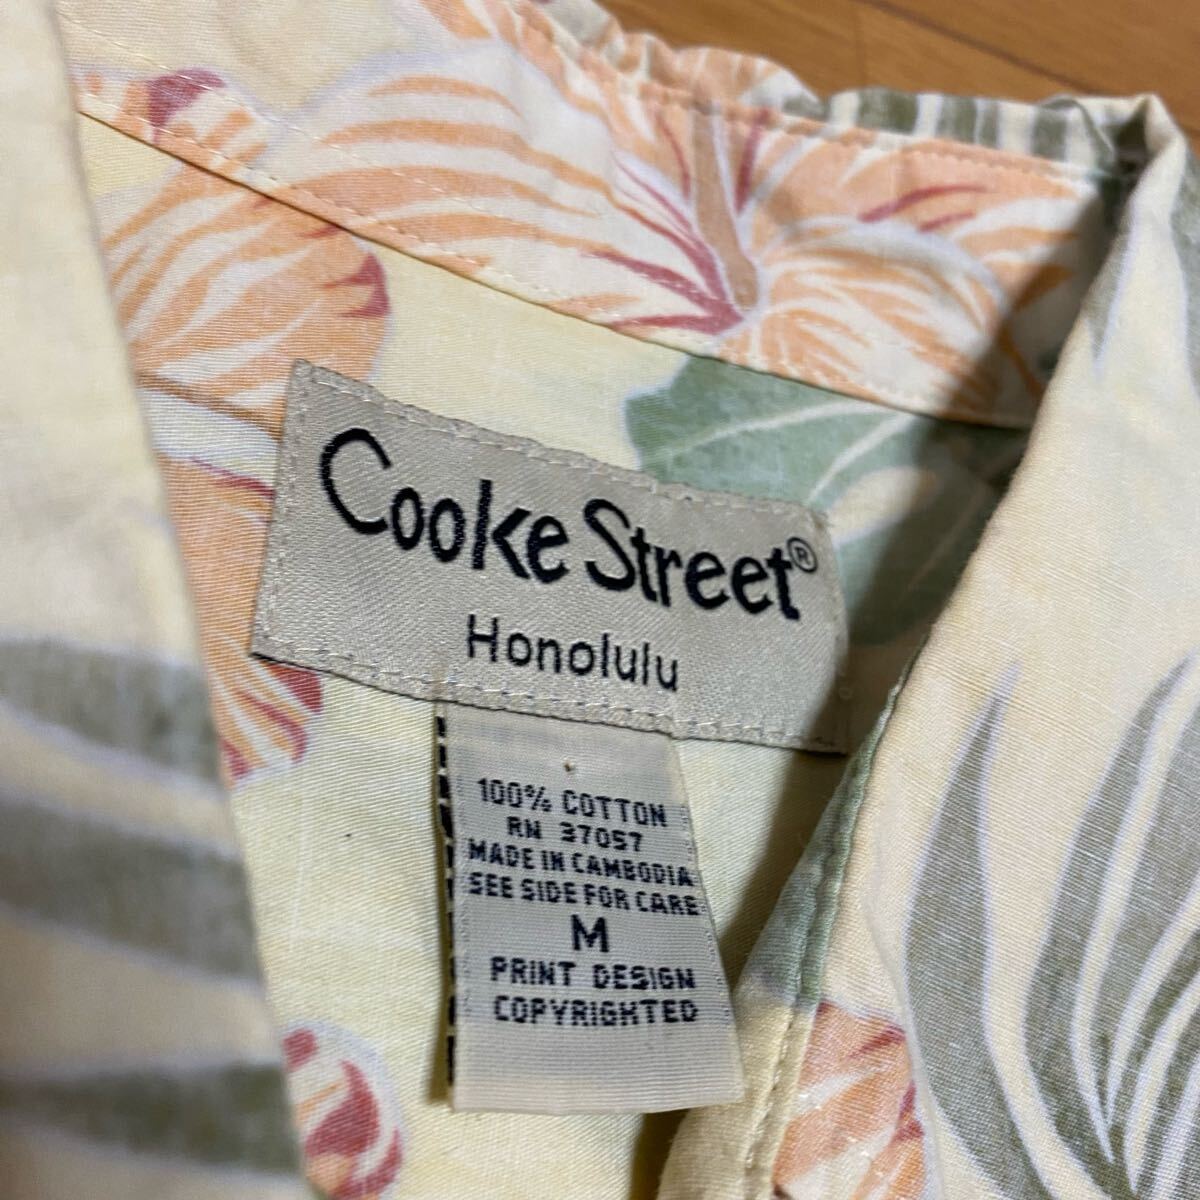 Cooke Street®
Honolulu
100% COTTON
RN 37057
MADE IN CAMBODIA
SEE SIDE FOR CARE
M
PRINT DESIGN
COPYRIGHTED